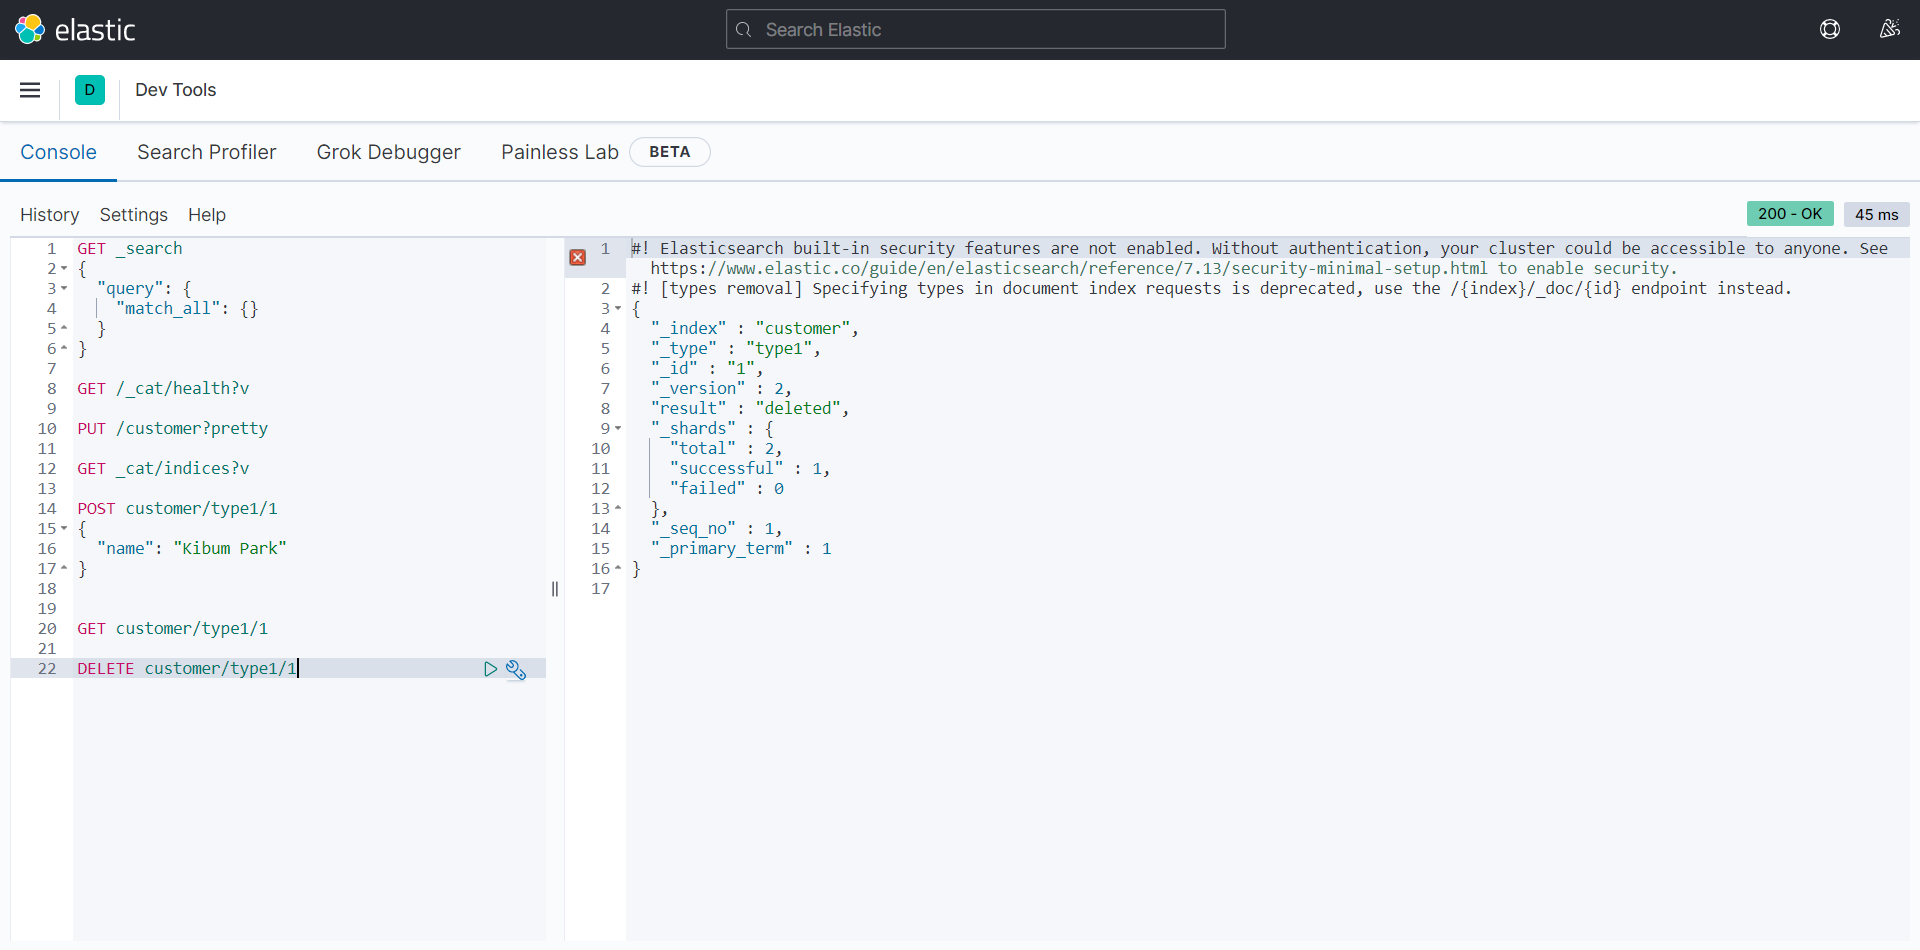 elastic
Search Elastic
D
Dev Tools
Console
Search Profiler
Grok Debugger
Painless Lab
BETA
History
Settings
Help
200 - OK
45 ms
1 GET _search
2 {
3 "query": {
4 "match_all": {}
5 }
6 }
7
8 GET /_cat/health?v
9
10 PUT /customer?pretty
11
12 GET _cat/indices?v
13
14 POST customer/type1/1
15 {
16 "name": "Kibum Park"
17 }
18
19
20 GET customer/type1/1
21
22 DELETE customer/type1/1
1 #! Elasticsearch built-in security features are not enabled. Without authentication, your cluster could be accessible to anyone. See
https://www.elastic.co/guide/en/elasticsearch/reference/7.13/security-minimal-setup.html to enable security.
2 #! [types removal] Specifying types in document index requests is deprecated, use the /{index}/_doc/{id} endpoint instead.
3 {
4 "_index" : "customer",
5 "_type" : "type1",
6 "_id" : "1",
7 "_version" : 2,
8 "result" : "deleted",
9 "_shards" : {
10 "total" : 2,
11 "successful" : 1,
12 "failed" : 0
13 },
14 "_seq_no" : 1,
15 "_primary_term" : 1
16 }
17